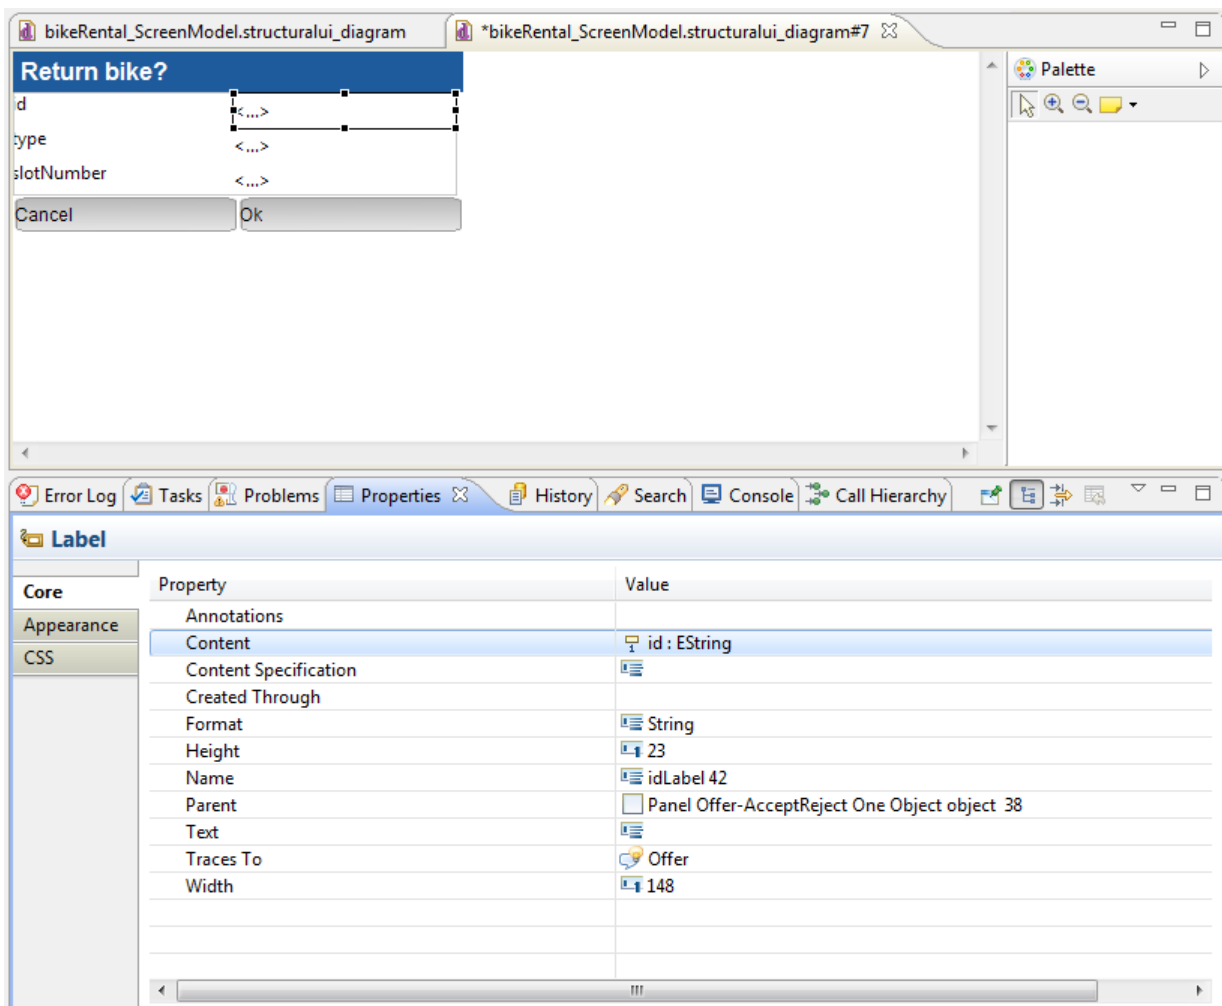 bikeRental_ScreenModel.structuralui_diagram
*bikeRental_ScreenModel.structuralui_diagram#7
Return bike?
Palette
id <...>
type <...>
slotNumber <...>
Cancel Ok
Error Log Tasks Problems Properties History Search Console Call Hierarchy
Label
Core
Appearance
CSS
Property Value
Annotations
Content id : EString
Content Specification
Created Through
Format String
Height 23
Name idLabel 42
Parent Panel Offer-AcceptReject One Object object 38
Text
Traces To Offer
Width 148